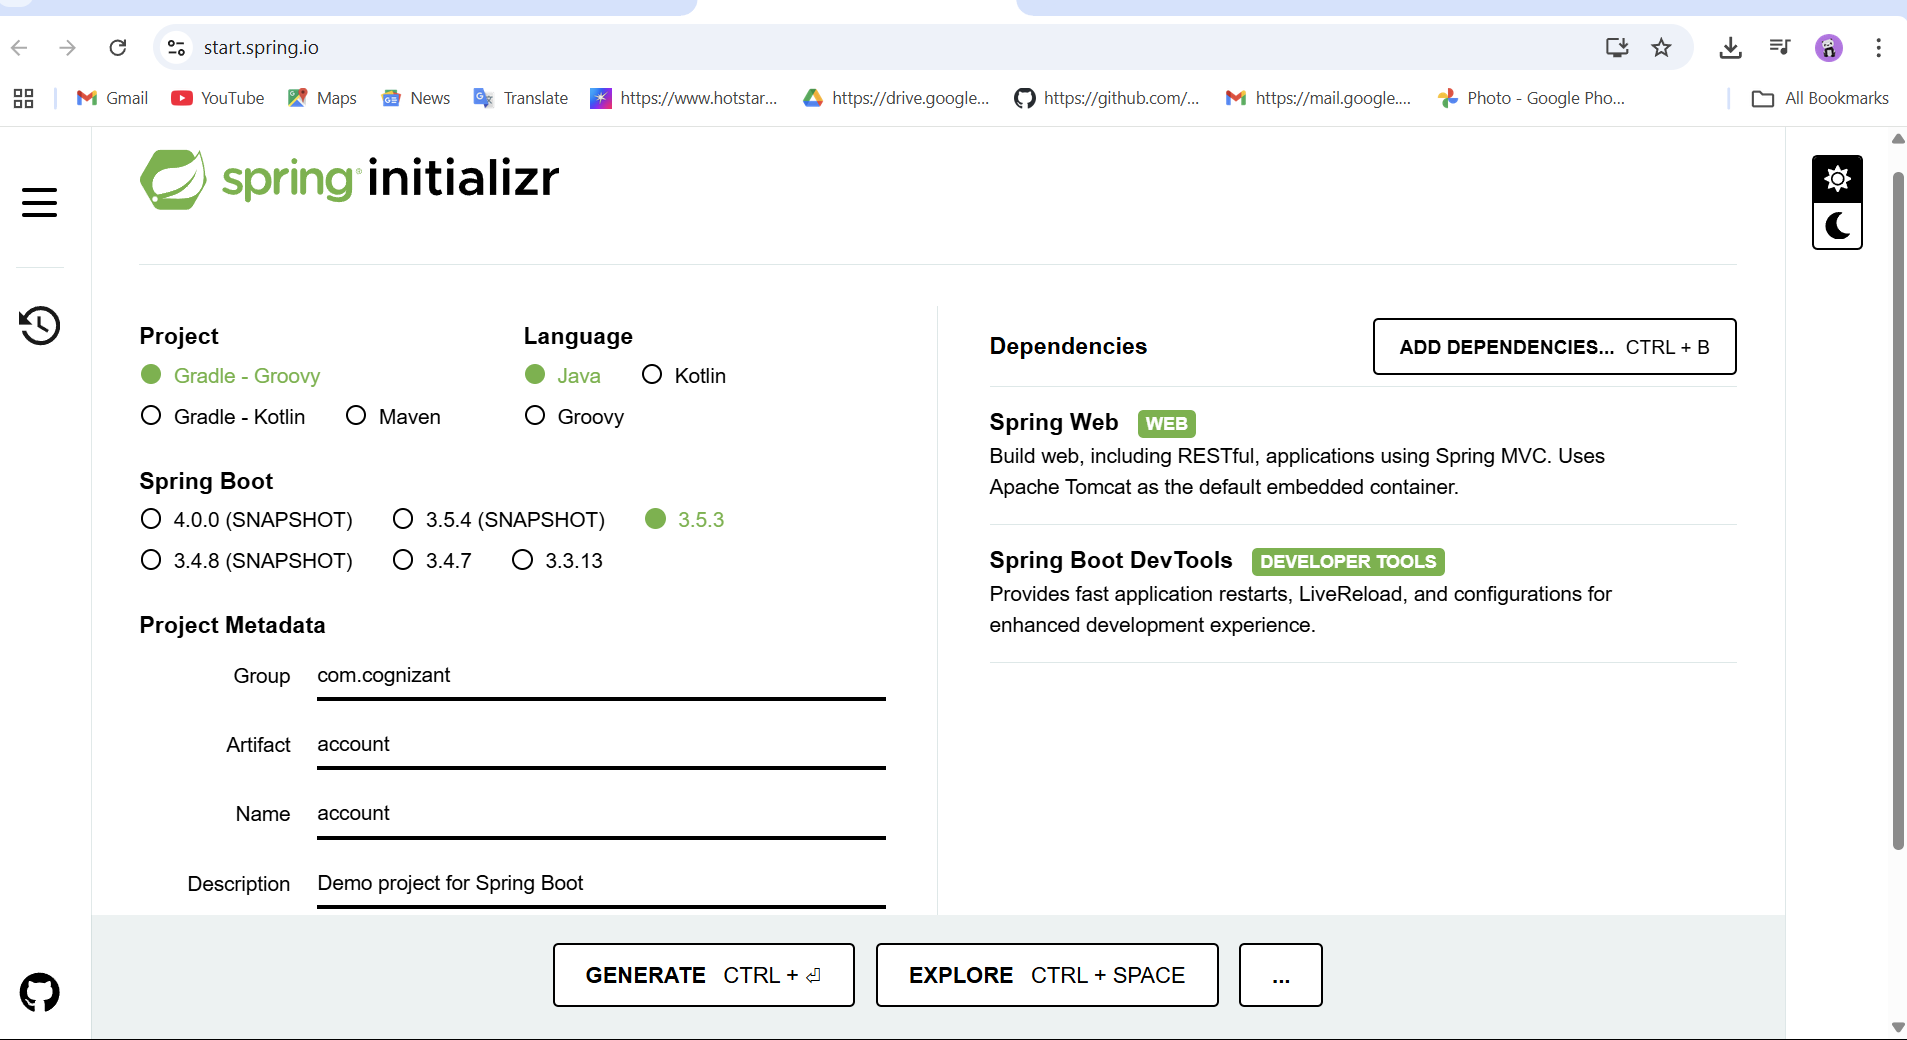 start.spring.io
Gmail YouTube Maps News Translate https://www.hotstar... https://drive.google... https://github.com/... https://mail.google.... Photo - Google Pho... All Bookmarks
spring initializr
Project
Gradle - Groovy
Gradle - Kotlin Maven
Language
Java Kotlin
Groovy
Spring Boot
4.0.0 (SNAPSHOT) 3.5.4 (SNAPSHOT) 3.5.3
3.4.8 (SNAPSHOT) 3.4.7 3.3.13
Project Metadata
Group com.cognizant
Artifact account
Name account
Description Demo project for Spring Boot
Dependencies ADD DEPENDENCIES... CTRL + B
Spring Web WEB
Build web, including RESTful, applications using Spring MVC. Uses
Apache Tomcat as the default embedded container.
Spring Boot DevTools DEVELOPER TOOLS
Provides fast application restarts, LiveReload, and configurations for
enhanced development experience.
GENERATE CTRL + ⏎ EXPLORE CTRL + SPACE ...